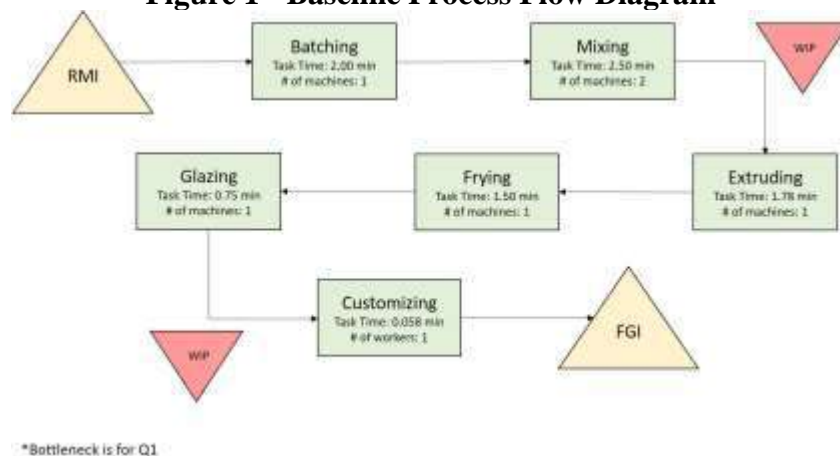 Figure 1 - Baseline Process Flow Diagram
RMI
Batching
Task Time: 2.00 min
# of machines: 1
Mixing
Task Time: 2.50 min
# of machines: 2
WIP
Glazing
Task Time: 0.75 min
# of machines: 1
Frying
Task Time: 1.50 min
# of machines: 1
Extruding
Task Time: 1.78 min
# of machines: 1
Customizing
Task Time: 0.058 min
# of workers: 1
WIP
FGI
*Bottleneck is for Q1